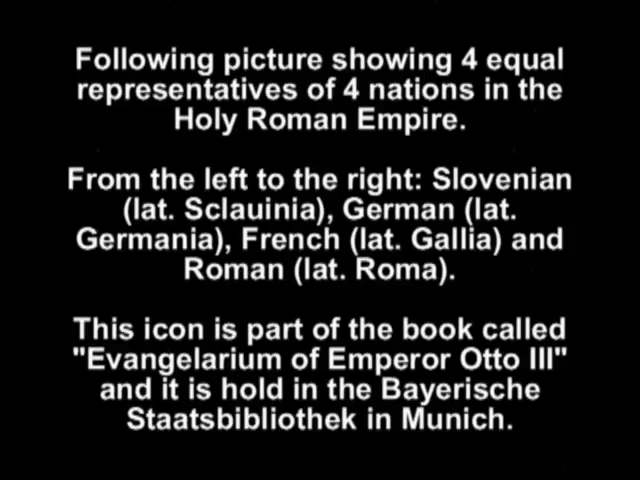 Following picture showing 4 equal
representatives of 4 nations in the
Holy Roman Empire.
From the left to the right: Slovenian
(lat. Sclauinia), German (lat.
Germania), French (lat. Gallia) and
Roman (lat. Roma).
This icon is part of the book called
"Evangelarium of Emperor Otto III"
and it is hold in the Bayerische
Staatsbibliothek in Munich.